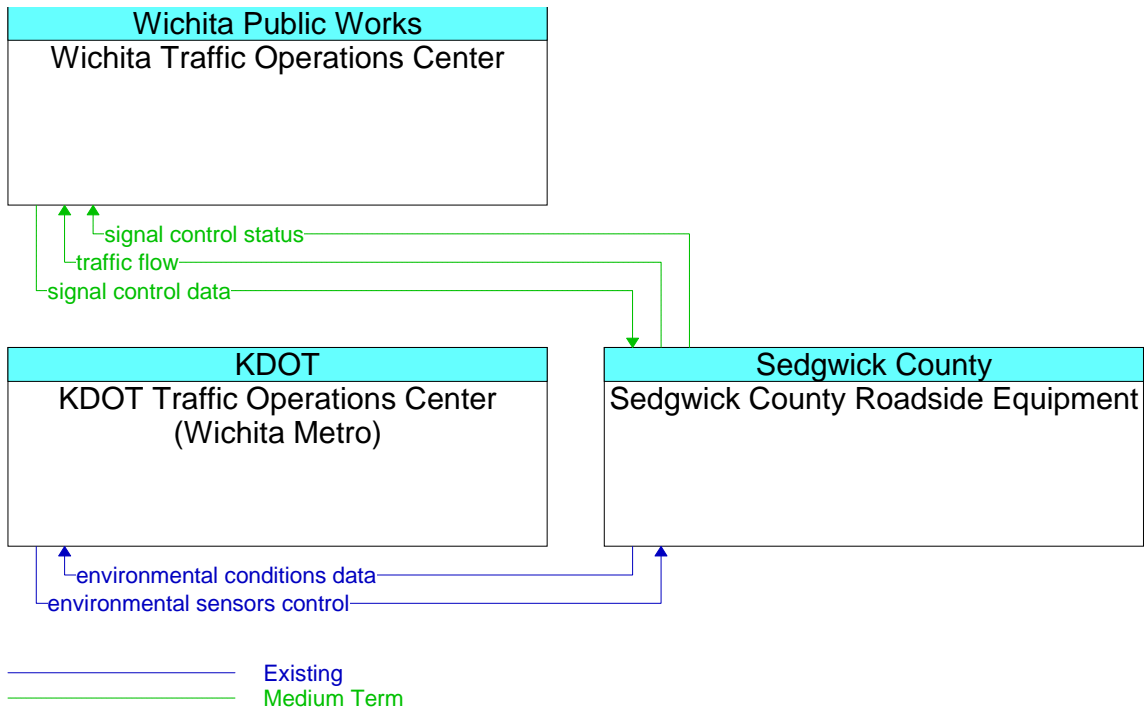 Wichita Public Works
Wichita Traffic Operations Center
signal control status
traffic flow
signal control data
KDOT
KDOT Traffic Operations Center
(Wichita Metro)
Sedgwick County
Sedgwick County Roadside Equipment
environmental conditions data
environmental sensors control
Existing
Medium Term